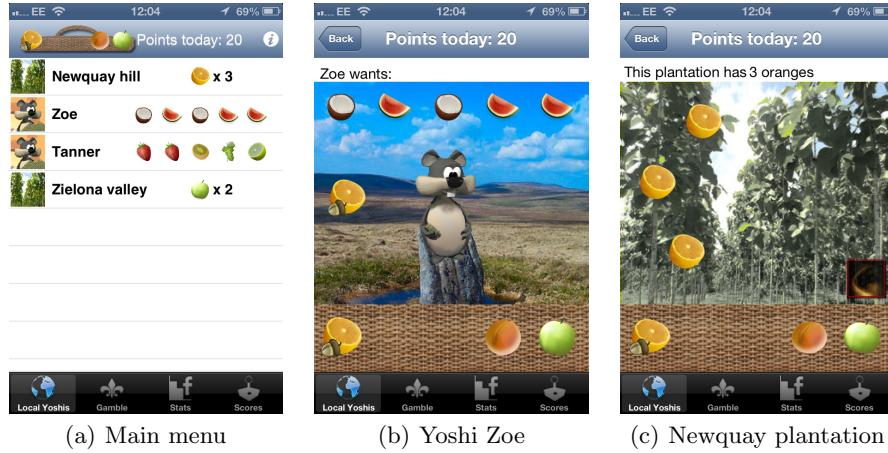 EE 12:04 69%
Points today: 20 i
Newquay hill x 3
Zoe
Tanner
Zielona valley x 2
Local Yoshis Gamble Stats Scores
(a) Main menu
EE 12:04 69%
Back Points today: 20
Zoe wants:
Local Yoshis Gamble Stats Scores
(b) Yoshi Zoe
EE 12:04 69%
Back Points today: 20
This plantation has 3 oranges
Local Yoshis Gamble Stats Scores
(c) Newquay plantation